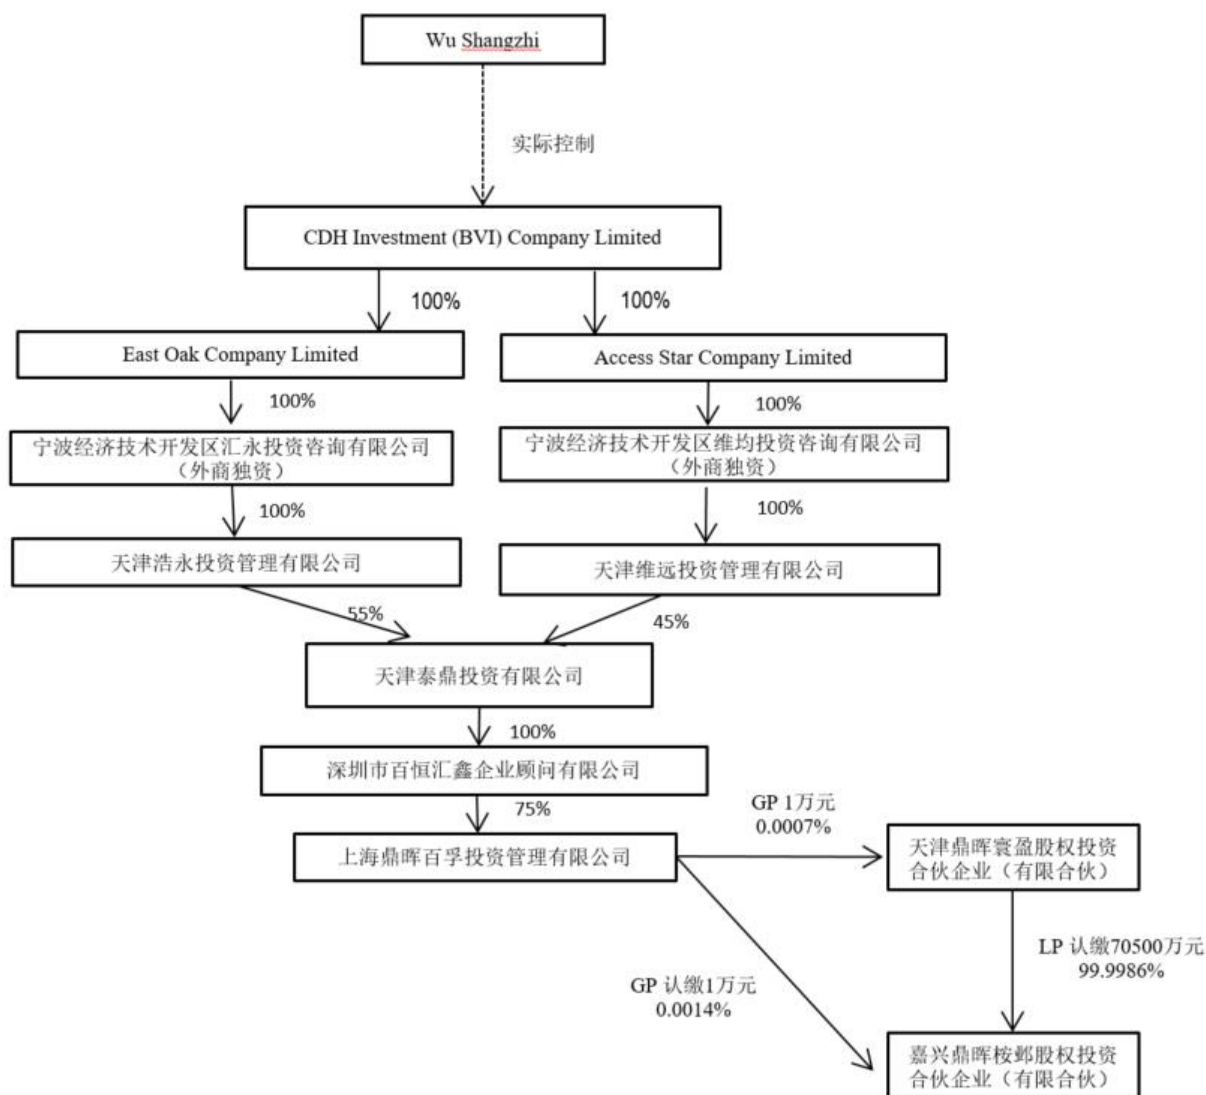 Wu Shangzhi
实际控制
CDH Investment (BVI) Company Limited
100%
100%
East Oak Company Limited
Access Star Company Limited
100%
100%
宁波经济技术开发区汇永投资咨询有限公司
（外商独资）
宁波经济技术开发区维均投资咨询有限公司
（外商独资）
100%
100%
天津浩永投资管理有限公司
天津维远投资管理有限公司
55%
45%
天津泰鼎投资有限公司
100%
深圳市百恒汇鑫企业顾问有限公司
75%
上海鼎晖百孚投资管理有限公司
GP 1万元
0.0007%
天津鼎晖寰盈股权投资
合伙企业（有限合伙）
LP 认缴70500万元
99.9986%
GP 认缴1万元
0.0014%
嘉兴鼎晖桉邺股权投资
合伙企业（有限合伙）